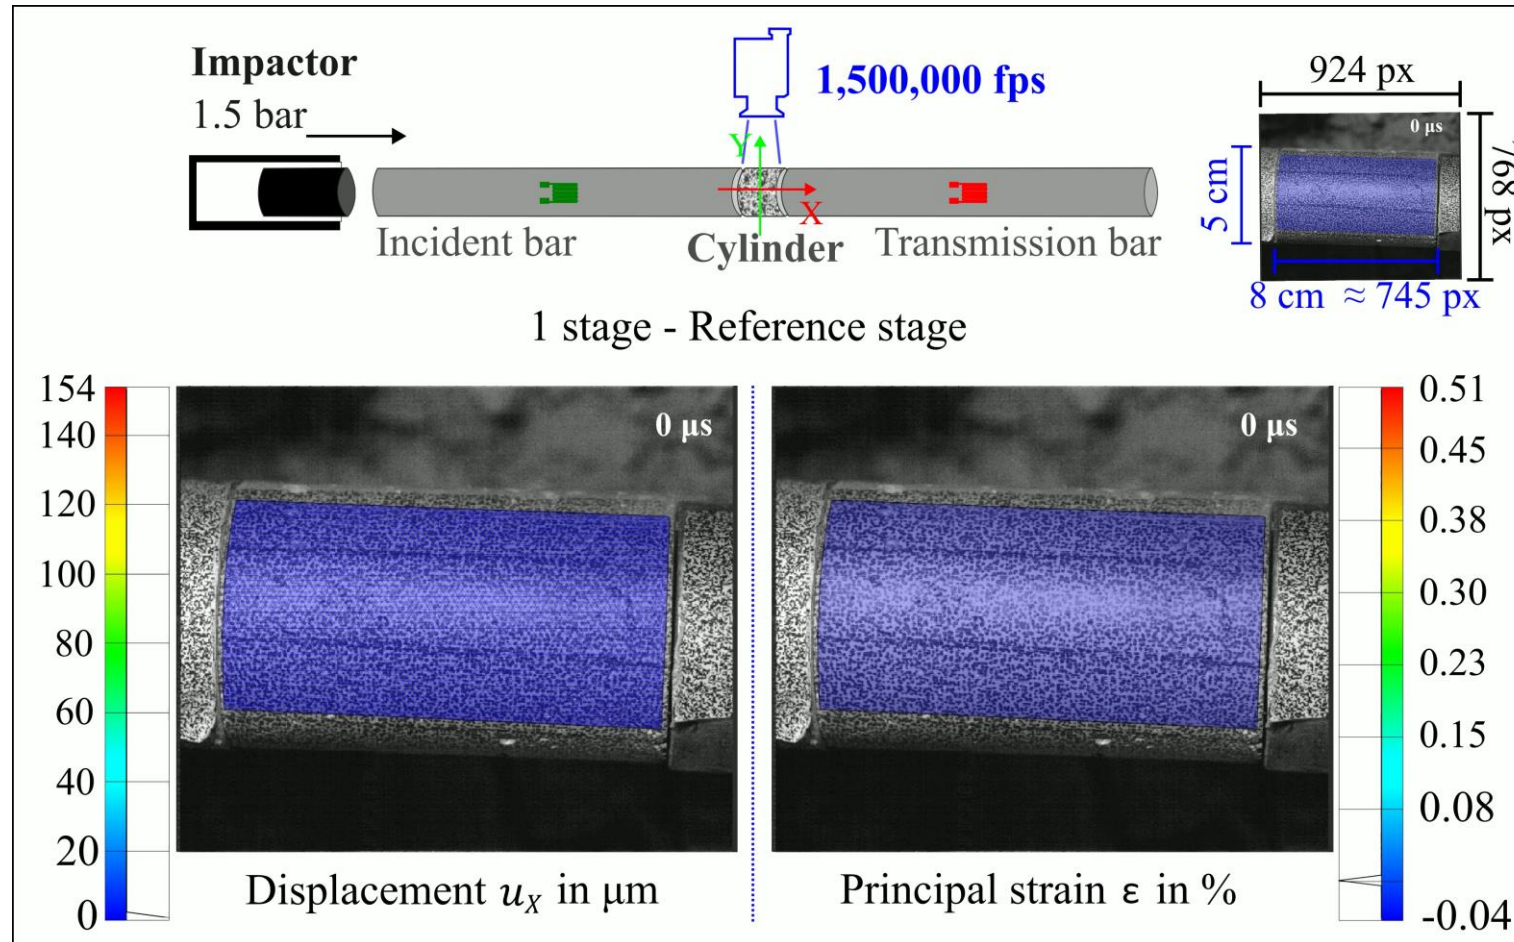 Impactor
1.5 bar
1,500,000 fps
Y
X
Incident bar
Cylinder
Transmission bar
924 px
0 µs
5 cm
768 px
8 cm ≈ 745 px
1 stage - Reference stage
154
140
120
100
80
60
40
20
0
0 µs
0 µs
0.51
0.45
0.38
0.30
0.23
0.15
0.08
-0.04
Displacement u_X in µm
Principal strain ε in %